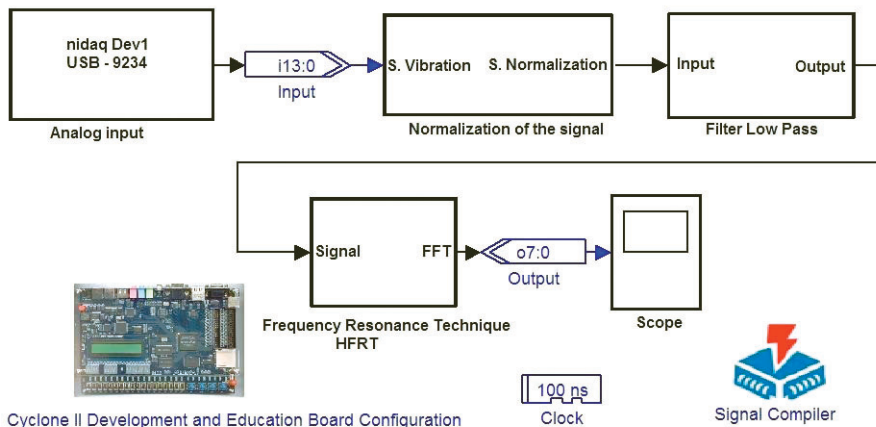 nidaq Dev1
USB - 9234
Analog input
i13:0
Input
S. Vibration
S. Normalization
Normalization of the signal
Input
Output
Filter Low Pass
Signal
FFT
Frequency Resonance Technique
HFRT
o7:0
Output
Scope
Cyclone II Development and Education Board Configuration
100 ns
Clock
Signal Compiler